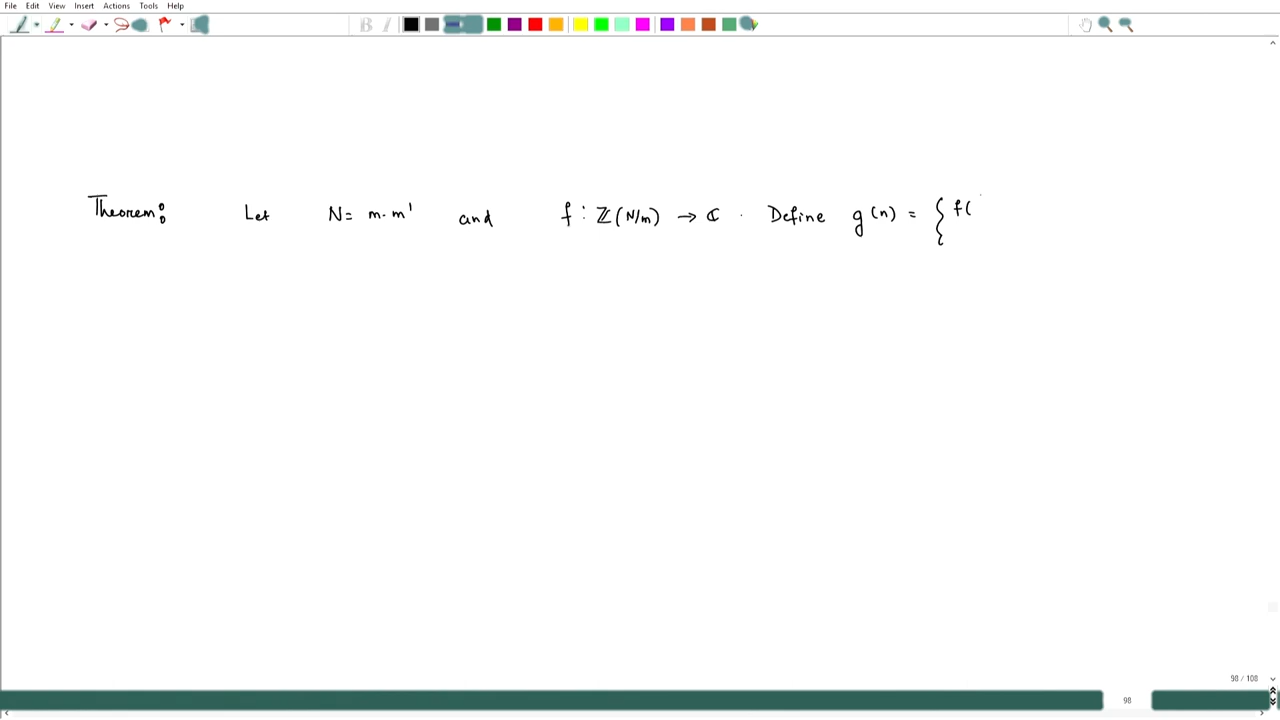 File Edit View Insert Actions Tools Help
B I
Theorem: Let N = m·m' and f : ℤ(N/m) → ℂ . Define g(n) = { f(
98 / 108
98